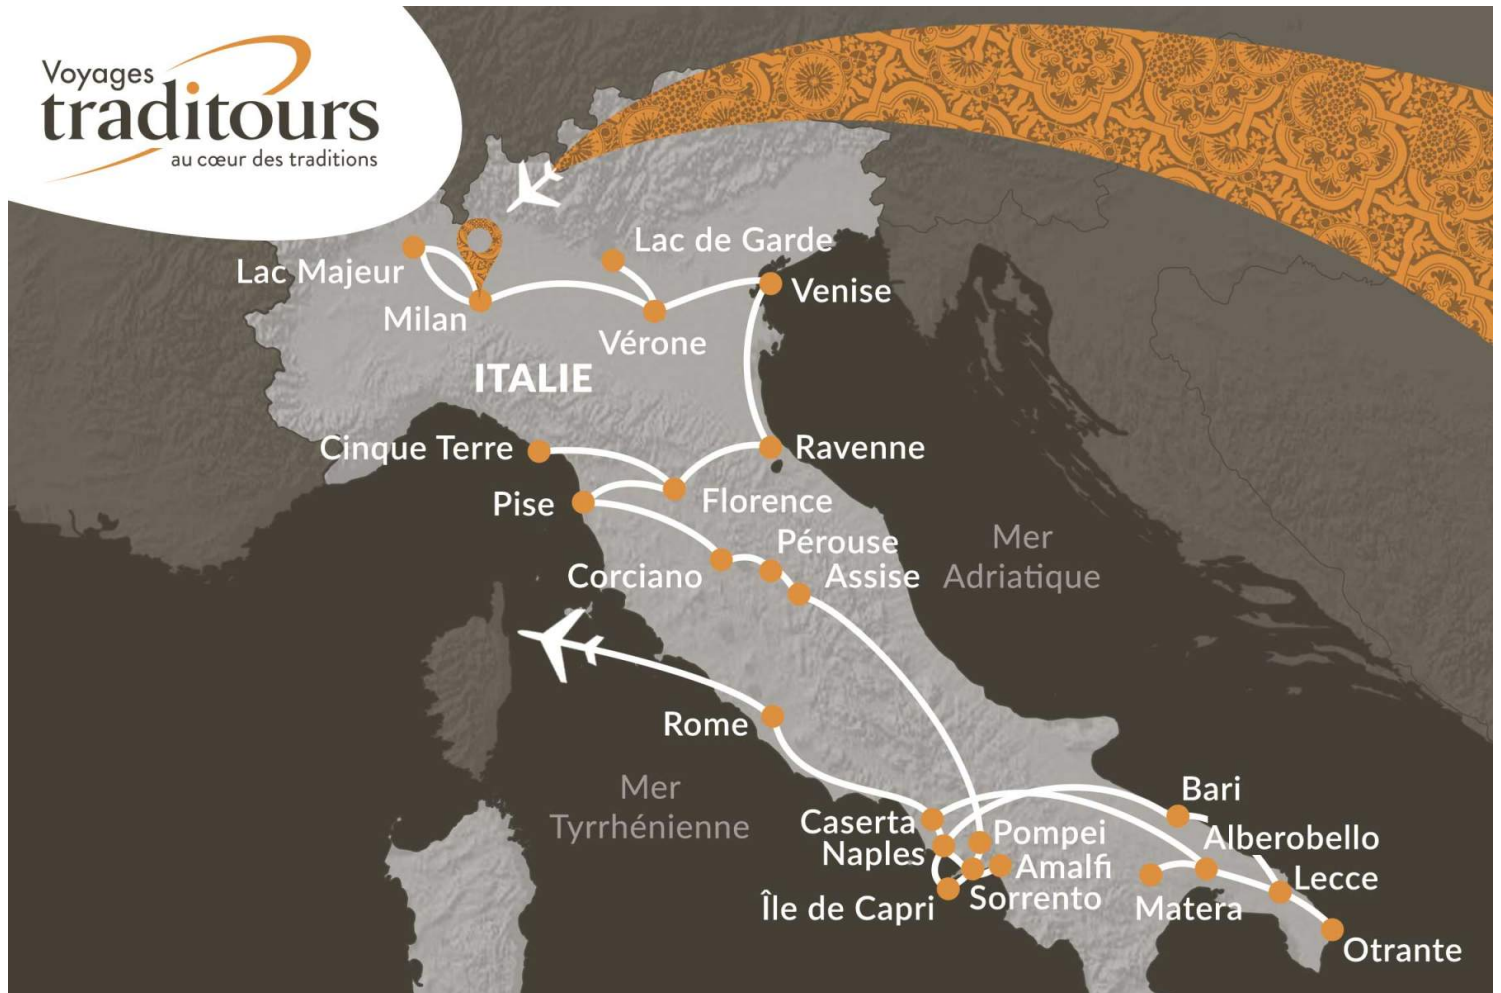 Voyages
traditours
au cœur des traditions
Lac de Garde
Lac Majeur
Venise
Milan
Vérone
ITALIE
Cinque Terre
Ravenne
Pise
Florence
Mer
Adriatique
Pérouse
Corciano
Assise
Rome
Mer
Tyrrhénienne
Bari
Caserta
Pompei
Alberobello
Naples
Amalfi
Lecce
Île de Capri
Sorrento
Matera
Otrante